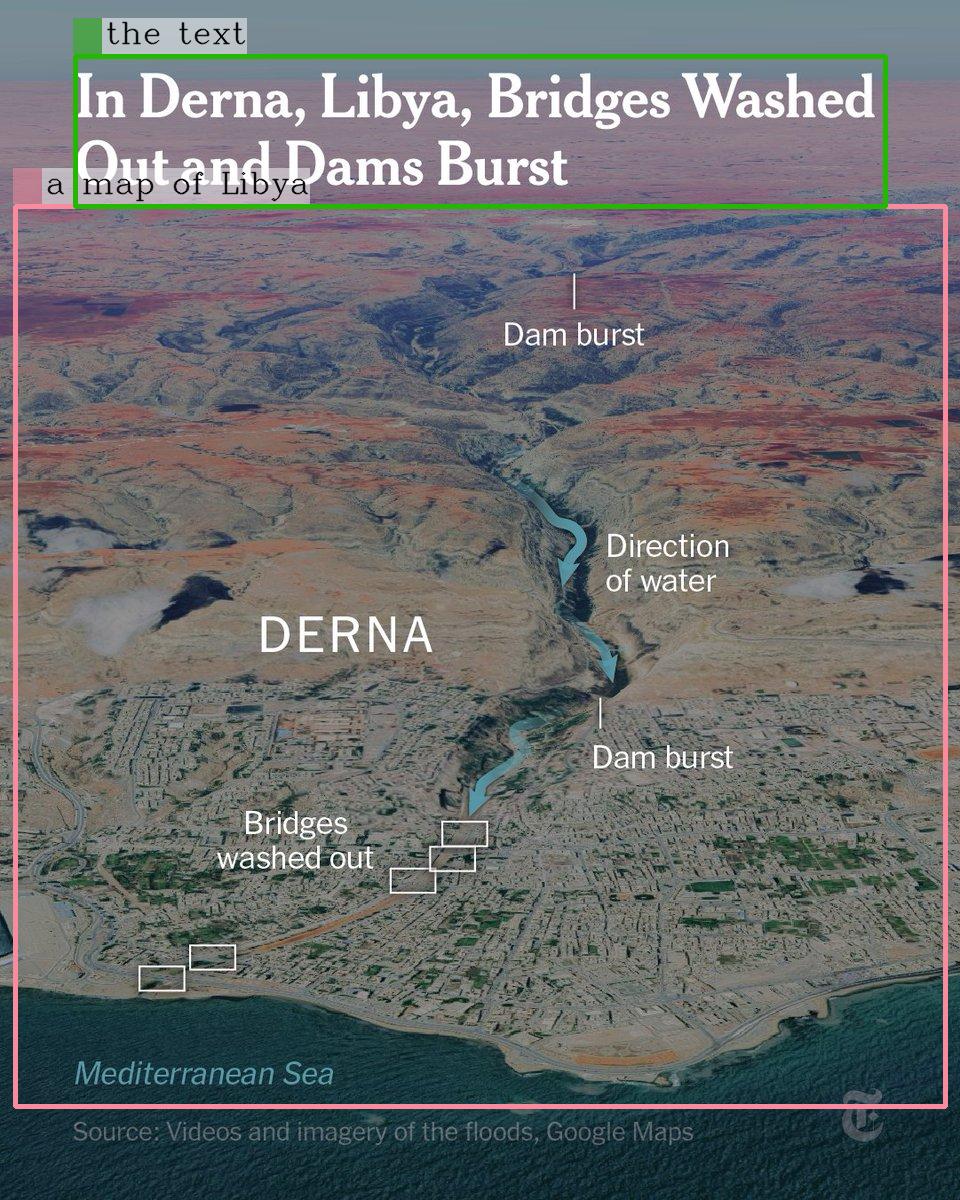 the text
In Derna, Libya, Bridges Washed
Out and Dams Burst
a map of Libya
Dam burst
Direction
of water
DERNA
Dam burst
Bridges
washed out
Mediterranean Sea
Source: Videos and imagery of the floods, Google Maps
T